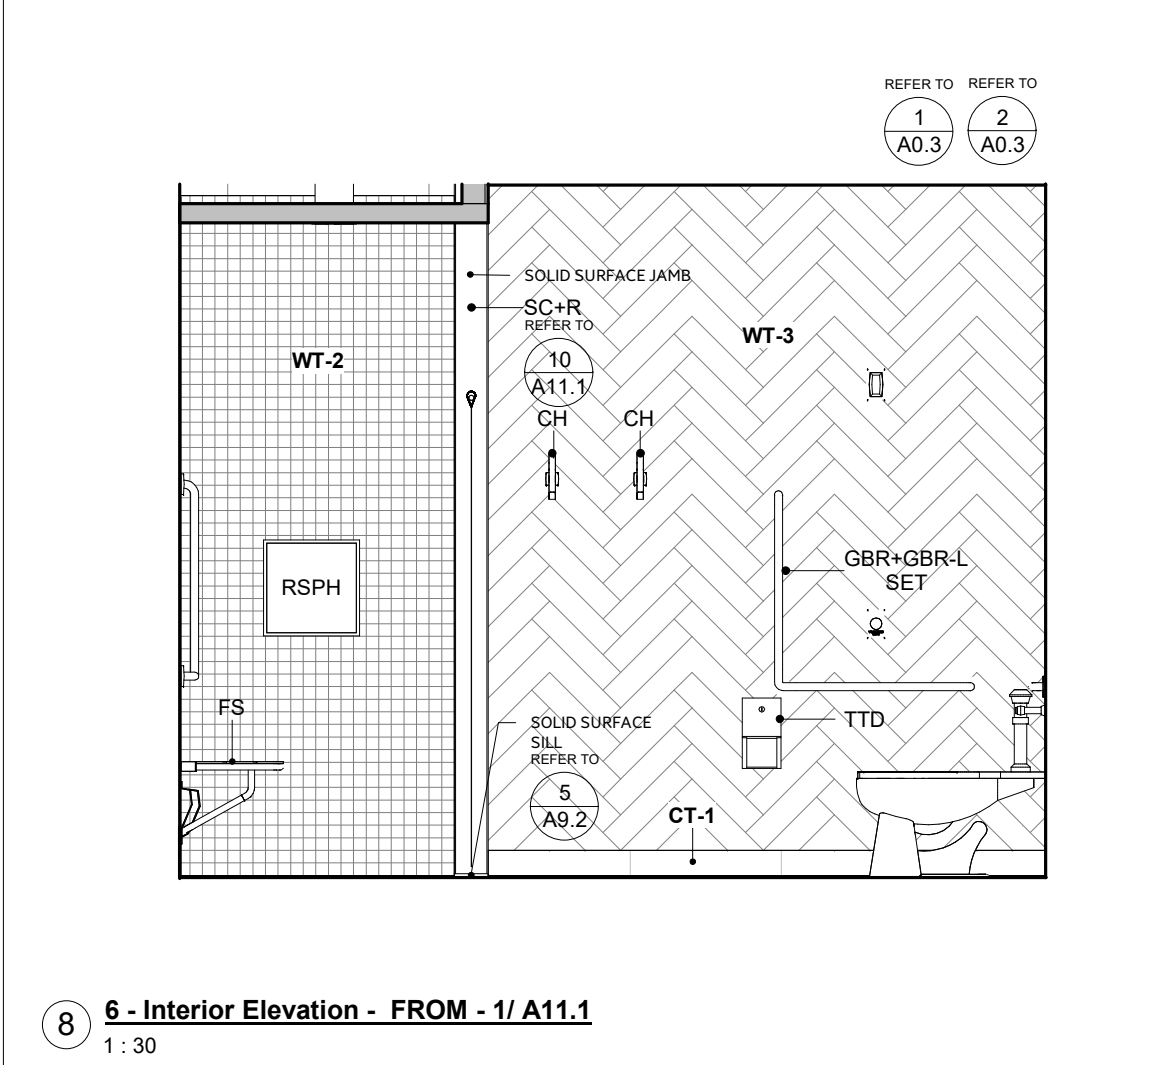 REFER TO
1
A0.3
REFER TO
2
A0.3
SOLID SURFACE JAMB
SC+R
REFER TO
10
A11.1
WT-2
WT-3
CH
CH
RSPH
GBR+GBR-L
SET
FS
SOLID SURFACE
SILL
REFER TO
5
A9.2
TTD
CT-1
8
6 - Interior Elevation - FROM - 1/ A11.1
1 : 30